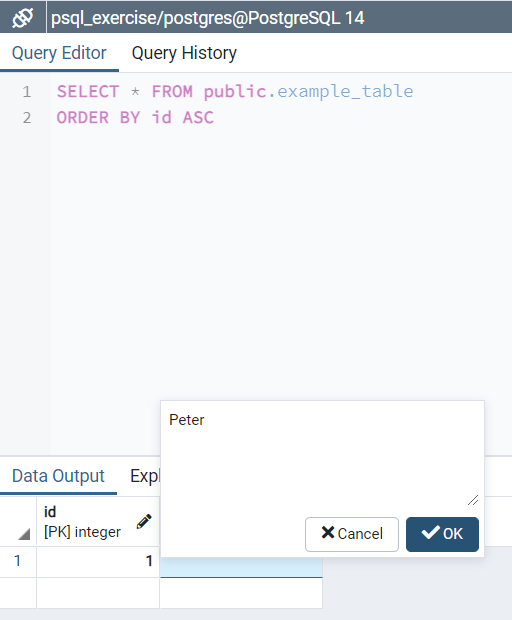 psql_exercise/postgres@PostgreSQL 14
Query Editor Query History
1 SELECT * FROM public.example_table
2 ORDER BY id ASC
Peter
Data Output Expl
id
[PK] integer
Cancel OK
1 1